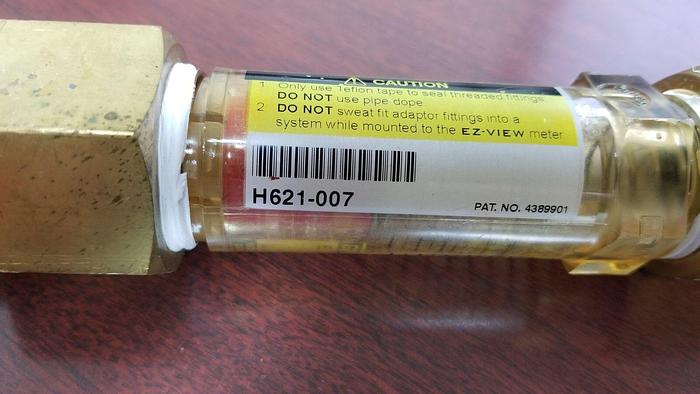 CAUTION
1. Only use Teflon tape to seal threaded fittings
DO NOT use pipe dope
2 DO NOT sweat fit adaptor fittings into a
system while mounted to the EZ-VIEW meter
H621-007
PAT. NO. 4389901